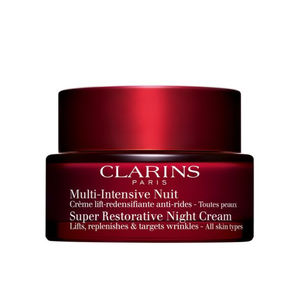 CLARINS
PARIS
Multi-Intensive Nuit
Crème lift-redensifiante anti-rides - Toutes peaux
Super Restorative Night Cream
Lifts, replenishes & targets wrinkles - All skin types